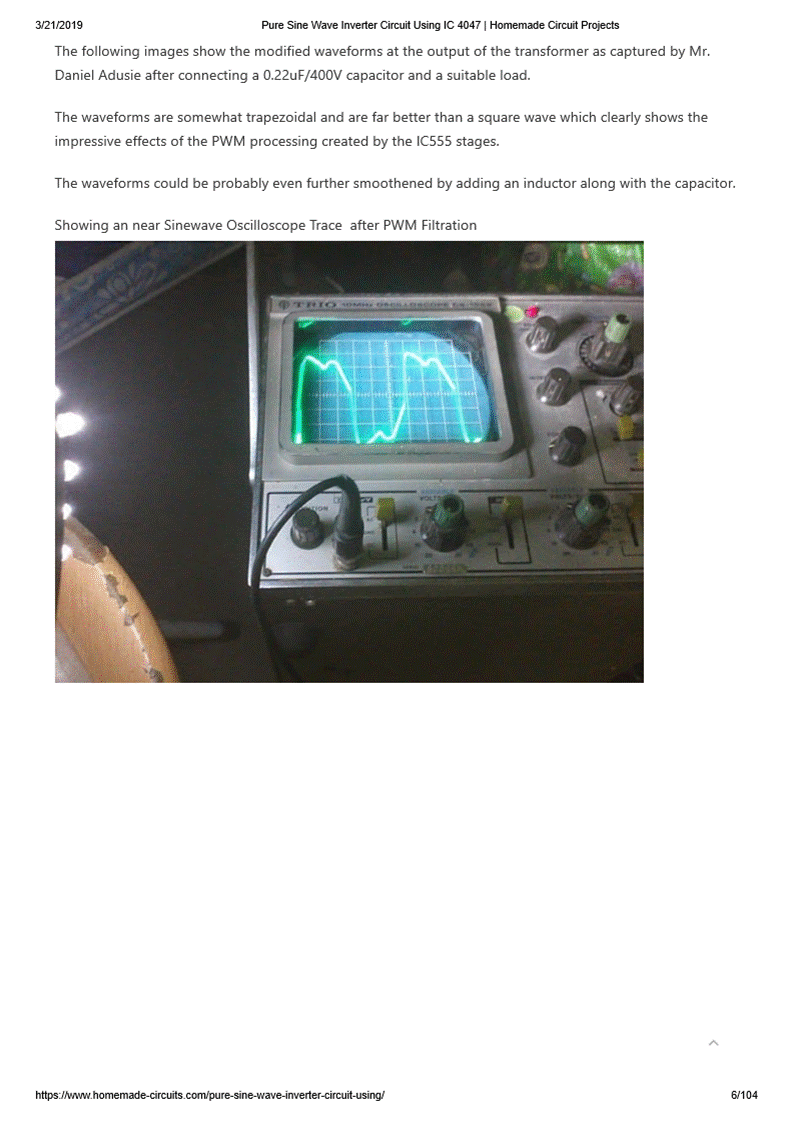 3/21/2019 Pure Sine Wave Inverter Circuit Using IC 4047 | Homemade Circuit Projects
The following images show the modified waveforms at the output of the transformer as captured by Mr.
Daniel Adusie after connecting a 0.22uF/400V capacitor and a suitable load.
The waveforms are somewhat trapezoidal and are far better than a square wave which clearly shows the
impressive effects of the PWM processing created by the IC555 stages.
The waveforms could be probably even further smoothened by adding an inductor along with the capacitor.
Showing an near Sinewave Oscilloscope Trace after PWM Filtration
TRIO 10MHz OSCILLOSCOPE
https://www.homemade-circuits.com/pure-sine-wave-inverter-circuit-using/ 6/104